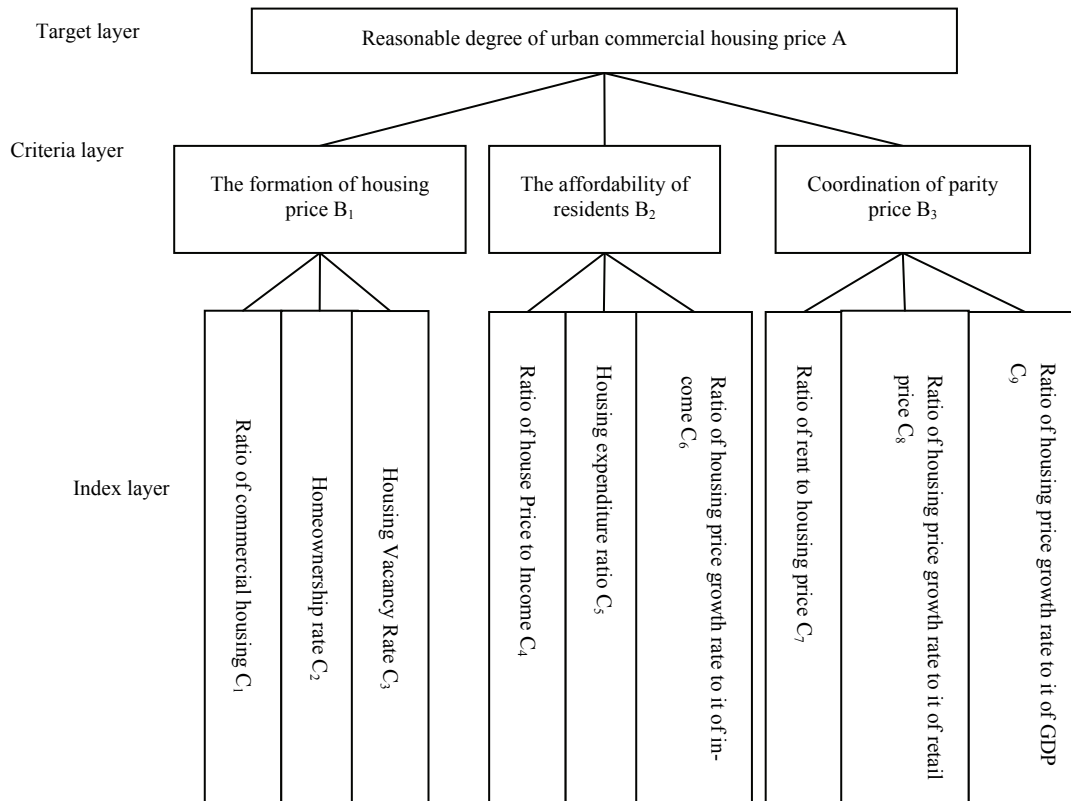 Target layer
Reasonable degree of urban commercial housing price A
Criteria layer
The formation of housing
price B₁
The affordability of
residents B₂
Coordination of parity
price B₃
Index layer
Ratio of commercial housing C₁
Homeownership rate C₂
Housing Vacancy Rate C₃
Ratio of house Price to Income C₄
Housing expenditure ratio C₅
Ratio of housing price growth rate to it of in-
come C₆
Ratio of rent to housing price C₇
Ratio of housing price growth rate to it of retail
price C₈
Ratio of housing price growth rate to it of GDP
C₉